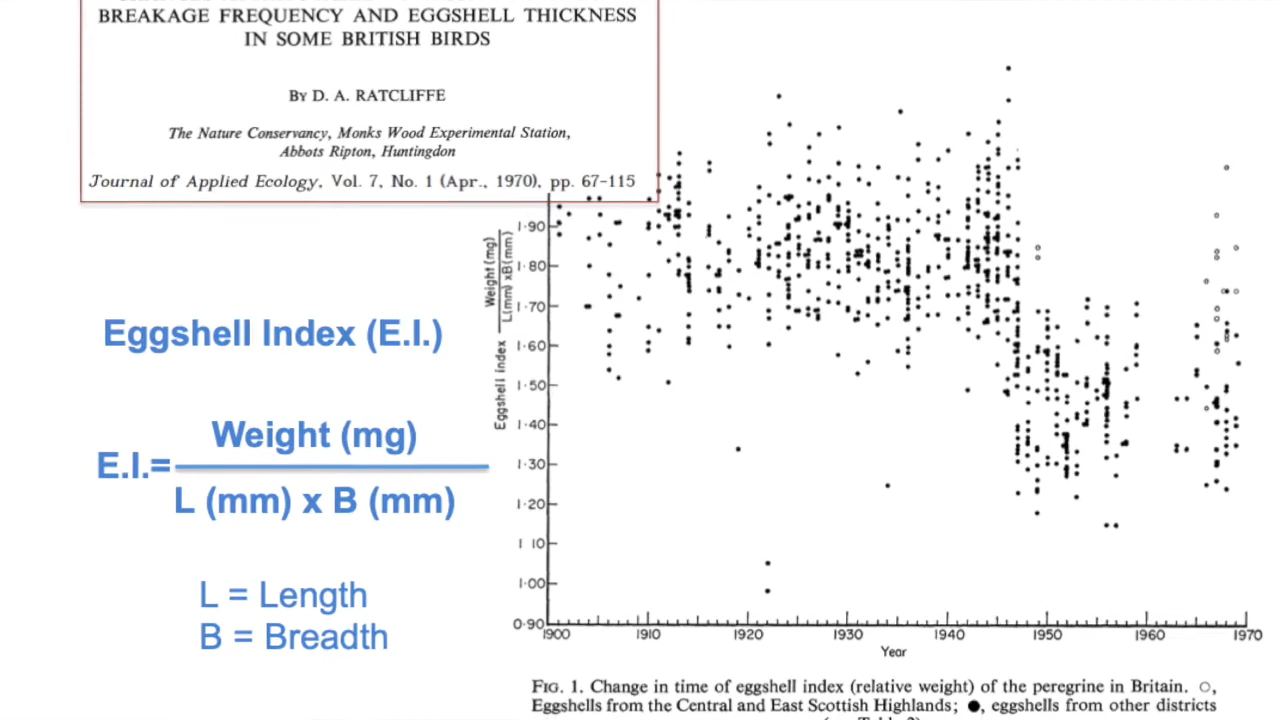 BREAKAGE FREQUENCY AND EGGSHELL THICKNESS
IN SOME BRITISH BIRDS
By D. A. RATCLIFFE
The Nature Conservancy, Monks Wood Experimental Station,
Abbots Ripton, Huntingdon
Journal of Applied Ecology, Vol. 7, No. 1 (Apr., 1970), pp. 67-115
Eggshell Index (E.I.)
Weight (mg)
E.I.=
L (mm) x B (mm)
L = Length
B = Breadth
Eggshell index
Weight (mg)
L(mm) xB(mm)
1·90
1·80
1·70
1·60
1·50
1·40
1·30
1·20
1 10
1·00
0·90
1900 1910 1920 1930 1940 1950 1960 1970
Year
FIG. 1. Change in time of eggshell index (relative weight) of the peregrine in Britain. ○,
Eggshells from the Central and East Scottish Highlands; ●, eggshells from other districts